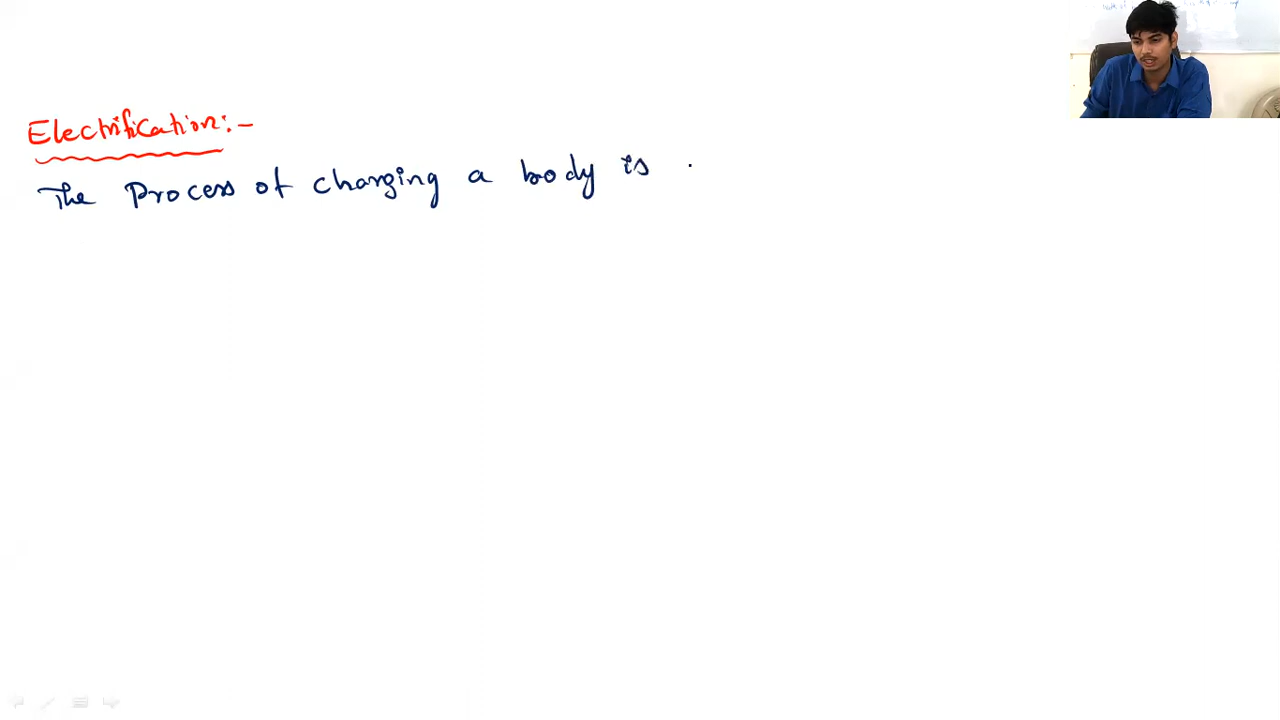 Electrification:-
The Process of charging a body is